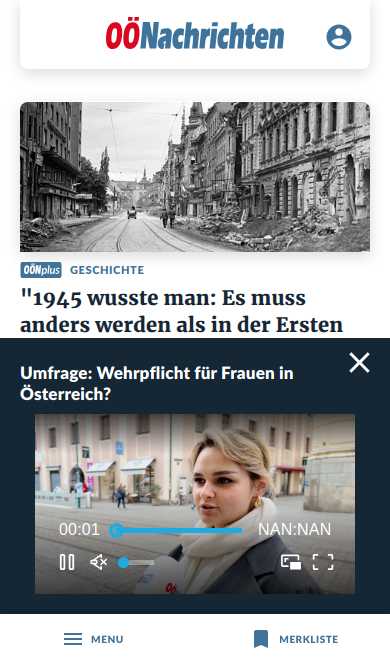 OÖNachrichten
OÖNplus GESCHICHTE
"1945 wusste man: Es muss
anders werden als in der Ersten
Umfrage: Wehrpflicht für Frauen in
Österreich?
00:01 NAN:NAN
MENU MERKLISTE